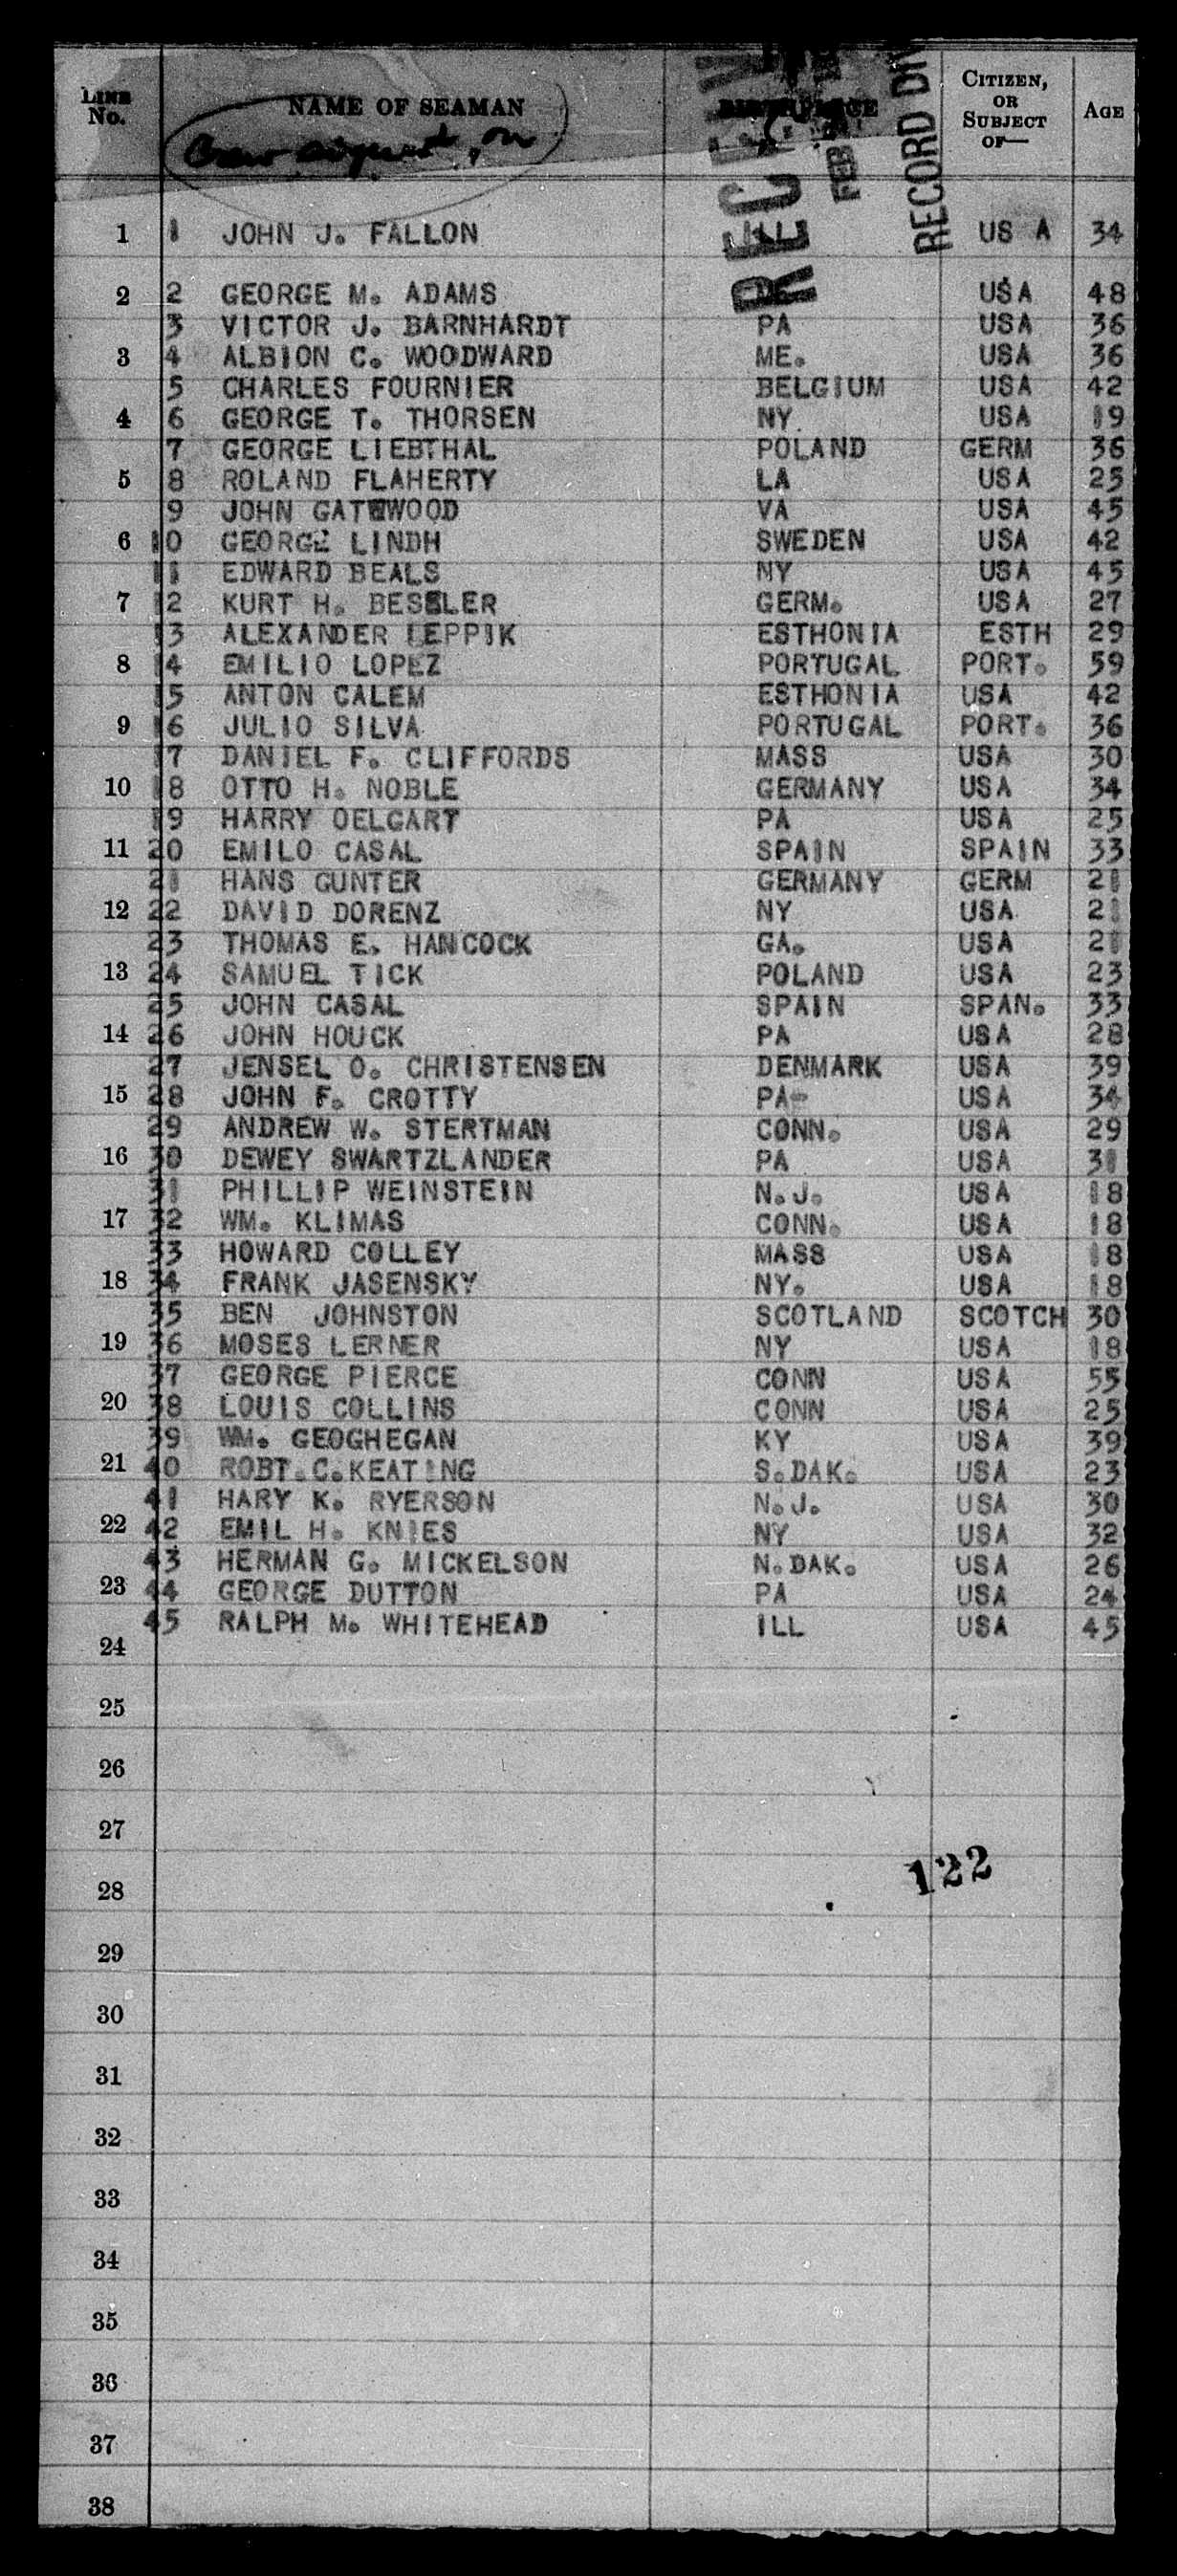 LINE No. NAME OF SEAMAN BIRTHPLACE CITIZEN, OR SUBJECT OF— AGE
Crew signed on
RECEIV
FEB
RECORD DIV
1 1 JOHN J. FALLON US A 34
2 2 GEORGE M. ADAMS USA 48
3 VICTOR J. BARNHARDT PA USA 36
3 4 ALBION C. WOODWARD ME. USA 36
5 CHARLES FOURNIER BELGIUM USA 42
4 6 GEORGE T. THORSEN NY. USA 19
7 GEORGE LIEBTHAL POLAND GERM 36
5 8 ROLAND FLAHERTY LA USA 25
9 JOHN GATEWOOD VA USA 45
6 10 GEORGE LINDH SWEDEN USA 42
11 EDWARD BEALS NY USA 45
7 12 KURT H. BESSLER GERM. USA 27
13 ALEXANDER LEPPIK ESTHONIA ESTH 29
8 14 EMILIO LOPEZ PORTUGAL PORT. 59
15 ANTON CALEM ESTHONIA USA 42
9 16 JULIO SILVA PORTUGAL PORT. 36
17 DANIEL F. CLIFFORDS MASS USA 30
10 18 OTTO H. NOBLE GERMANY USA 34
19 HARRY OELGART PA USA 25
11 20 EMILO CASAL SPAIN SPAIN 33
21 HANS GUNTER GERMANY GERM 21
12 22 DAVID DORENZ NY USA 21
23 THOMAS E. HANCOCK GA. USA 21
13 24 SAMUEL TICK POLAND USA 23
25 JOHN CASAL SPAIN SPAN. 33
14 26 JOHN HOUCK PA USA 28
27 JENSEL O. CHRISTENSEN DENMARK USA 39
15 28 JOHN F. CROTTY PA- USA 34
29 ANDREW W. STERTMAN CONN. USA 29
16 30 DEWEY SWARTZLANDER PA USA 31
31 PHILLIP WEINSTEIN N.J. USA 18
17 32 WM. KLIMAS CONN. USA 18
33 HOWARD COLLEY MASS USA 18
18 34 FRANK JASENSKY NY. USA 18
35 BEN JOHNSTON SCOTLAND SCOTCH 30
19 36 MOSES LERNER NY USA 18
37 GEORGE PIERCE CONN USA 55
20 38 LOUIS COLLINS CONN USA 25
39 WM. GEOGHEGAN KY USA 39
21 40 ROBT.C.KEATING S.DAK. USA 23
41 HARY K. RYERSON N.J. USA 30
22 42 EMIL H. KNIES NY USA 32
43 HERMAN G. MICKELSON N.DAK. USA 26
23 44 GEORGE DUTTON PA USA 24
45 RALPH M. WHITEHEAD ILL USA 45
24
25
26
27
122
28
29
30
31
32
33
34
35
36
37
38